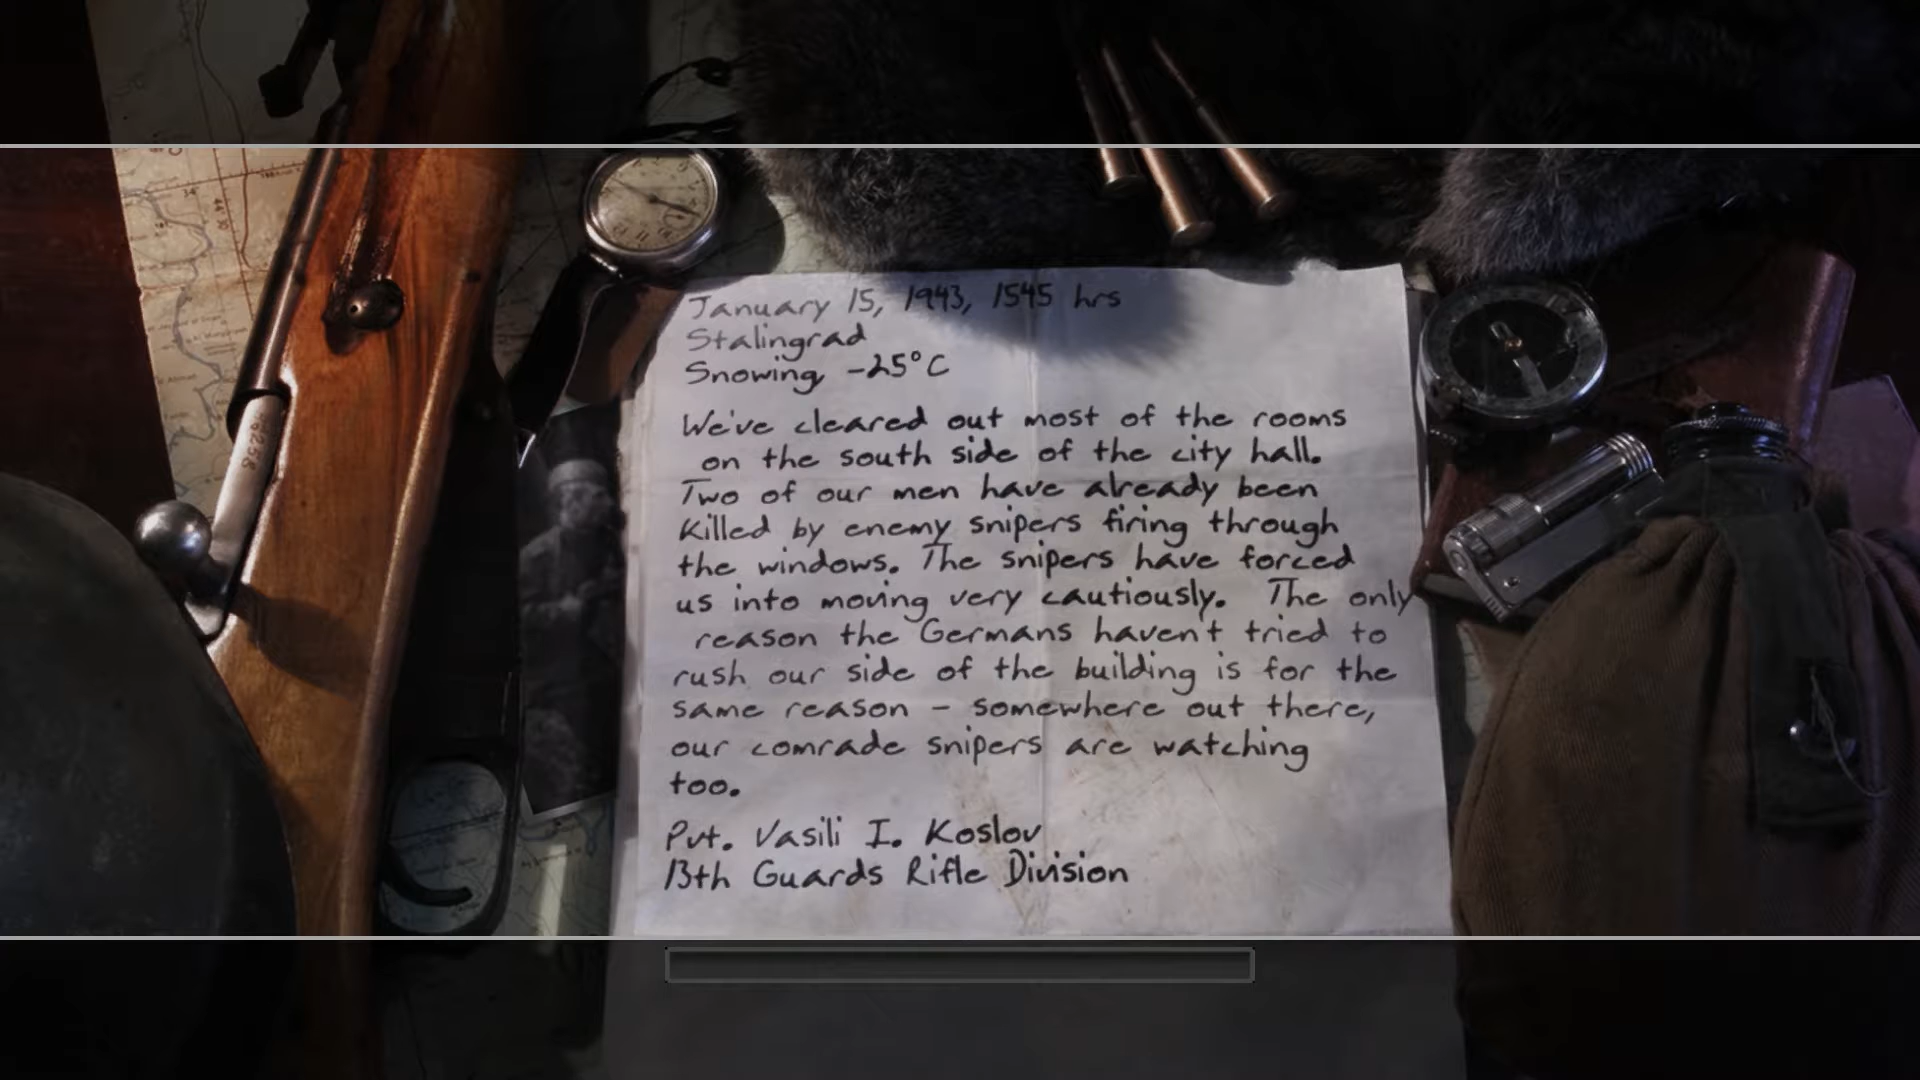 January 15, 1943, 1545 hrs
Stalingrad
Snowing, -25°C
We've cleared out most of the rooms
on the south side of the city hall.
Two of our men have already been
killed by enemy snipers firing through
the windows. The snipers have forced
us into moving very cautiously. The only
reason the Germans haven't tried to
rush our side of the building is for the
same reason - somewhere out there,
our comrade snipers are watching
too.
Pvt. Vasili I. Koslov
13th Guards Rifle Division